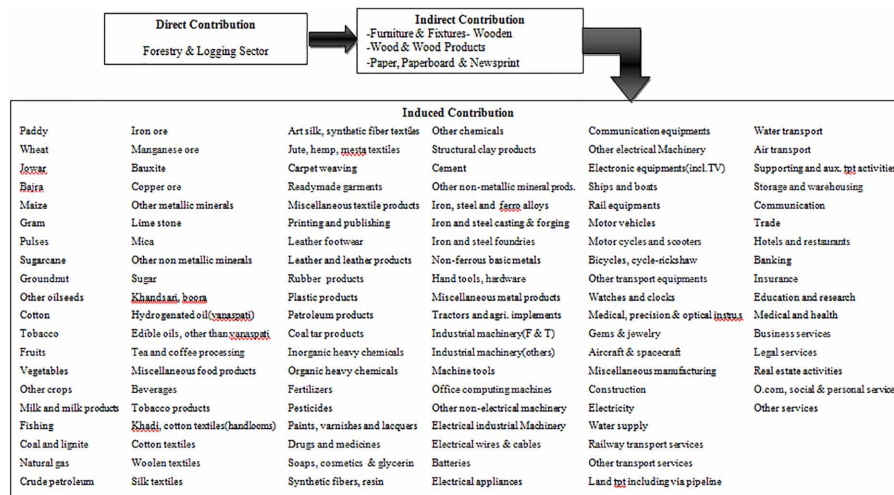 Direct Contribution
Forestry & Logging Sector
Indirect Contribution
-Furniture & Fixtures- Wooden
-Wood & Wood Products
-Paper, Paperboard & Newsprint
Induced Contribution
Paddy
Wheat
Jowar
Bajra
Maize
Gram
Pulses
Sugarcane
Groundnut
Other oilseeds
Cotton
Tobacco
Fruits
Vegetables
Other crops
Milk and milk products
Fishing
Coal and lignite
Natural gas
Crude petroleum
Iron ore
Manganese ore
Bauxite
Copper ore
Other metallic minerals
Lime stone
Mica
Other non metallic minerals
Sugar
Khandsari, boora
Hydrogenated oil(vanaspati)
Edible oils, other than vanaspati
Tea and coffee processing
Miscellaneous food products
Beverages
Tobacco products
Khadi, cotton textiles(handlooms)
Cotton textiles
Woolen textiles
Silk textiles
Art silk, synthetic fiber textiles
Jute, hemp, mesta textiles
Carpet weaving
Readymade garments
Miscellaneous textile products
Printing and publishing
Leather footwear
Leather and leather products
Rubber products
Plastic products
Petroleum products
Coal tar products
Inorganic heavy chemicals
Organic heavy chemicals
Fertilizers
Pesticides
Paints, varnishes and lacquers
Drugs and medicines
Soaps, cosmetics & glycerin
Synthetic fibers, resin
Other chemicals
Structural clay products
Cement
Other non-metallic mineral prods.
Iron, steel and ferro alloys
Iron and steel casting & forging
Iron and steel foundries
Non-ferrous basic metals
Hand tools, hardware
Miscellaneous metal products
Tractors and agri. implements
Industrial machinery(F & T)
Industrial machinery(others)
Machine tools
Office computing machines
Other non-electrical machinery
Electrical industrial Machinery
Electrical wires & cables
Batteries
Electrical appliances
Communication equipments
Other electrical Machinery
Electronic equipments(incl.TV)
Ships and boats
Rail equipments
Motor vehicles
Motor cycles and scooters
Bicycles, cycle-rickshaw
Other transport equipments
Watches and clocks
Medical, precision & optical instru.s
Gems & jewelry
Aircraft & spacecraft
Miscellaneous manufacturing
Construction
Electricity
Water supply
Railway transport services
Other transport services
Land tpt including via pipeline
Water transport
Air transport
Supporting and aux. tpt activities
Storage and warehousing
Communication
Trade
Hotels and restaurants
Banking
Insurance
Education and research
Medical and health
Business services
Legal services
Real estate activities
O.com, social & personal service
Other services